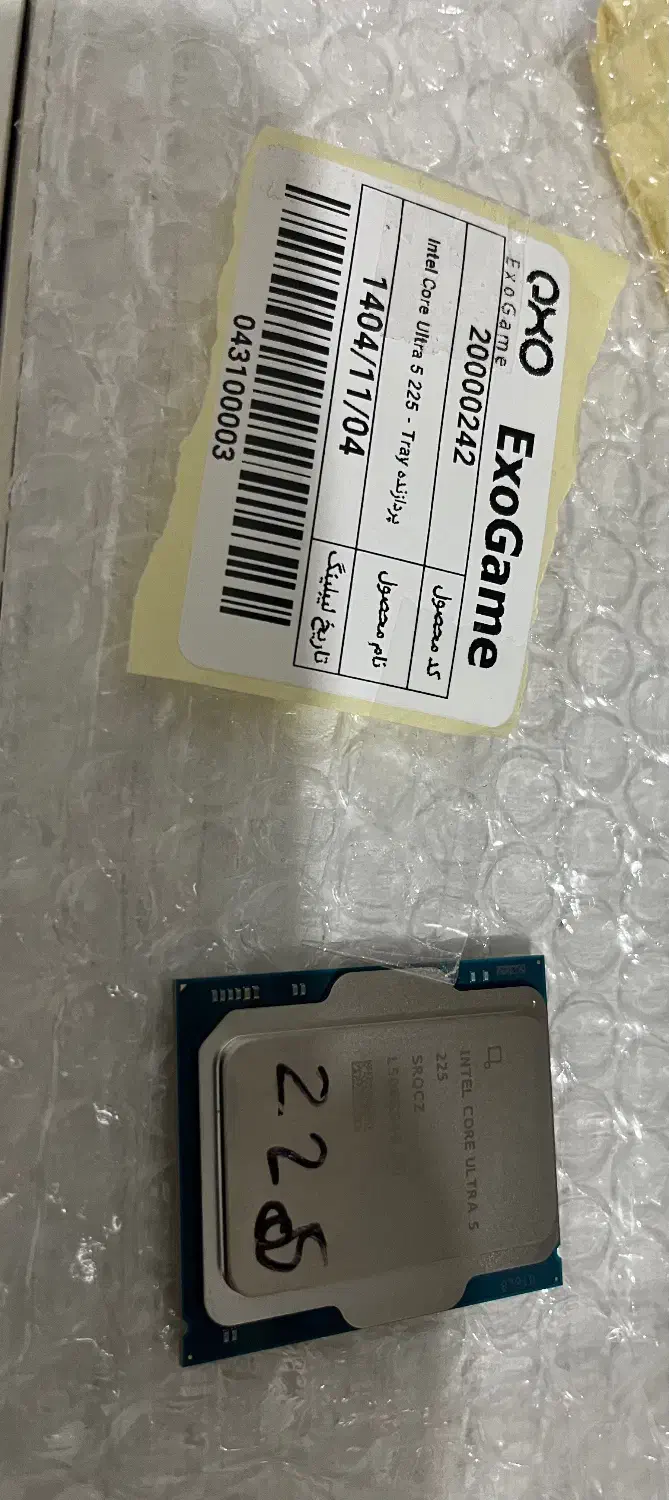 exo
ExoGame
ExoGame
کد محصول 20000242
نام محصول پردازنده Intel Core Ultra 5 225 - Tray
تاریخ لیبلینگ 1404/11/04
043100003
INTEL CORE ULTRA 5
225
SRQCZ
225